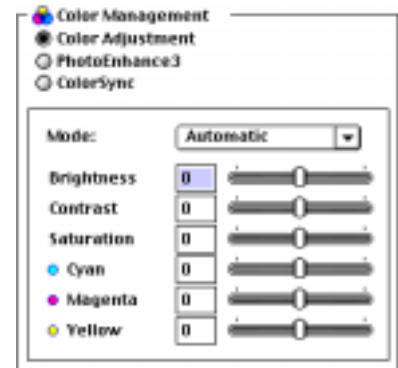 Color Management
Color Adjustment
PhotoEnhance3
ColorSync
Mode: Automatic
Brightness 0
Contrast 0
Saturation 0
Cyan 0
Magenta 0
Yellow 0